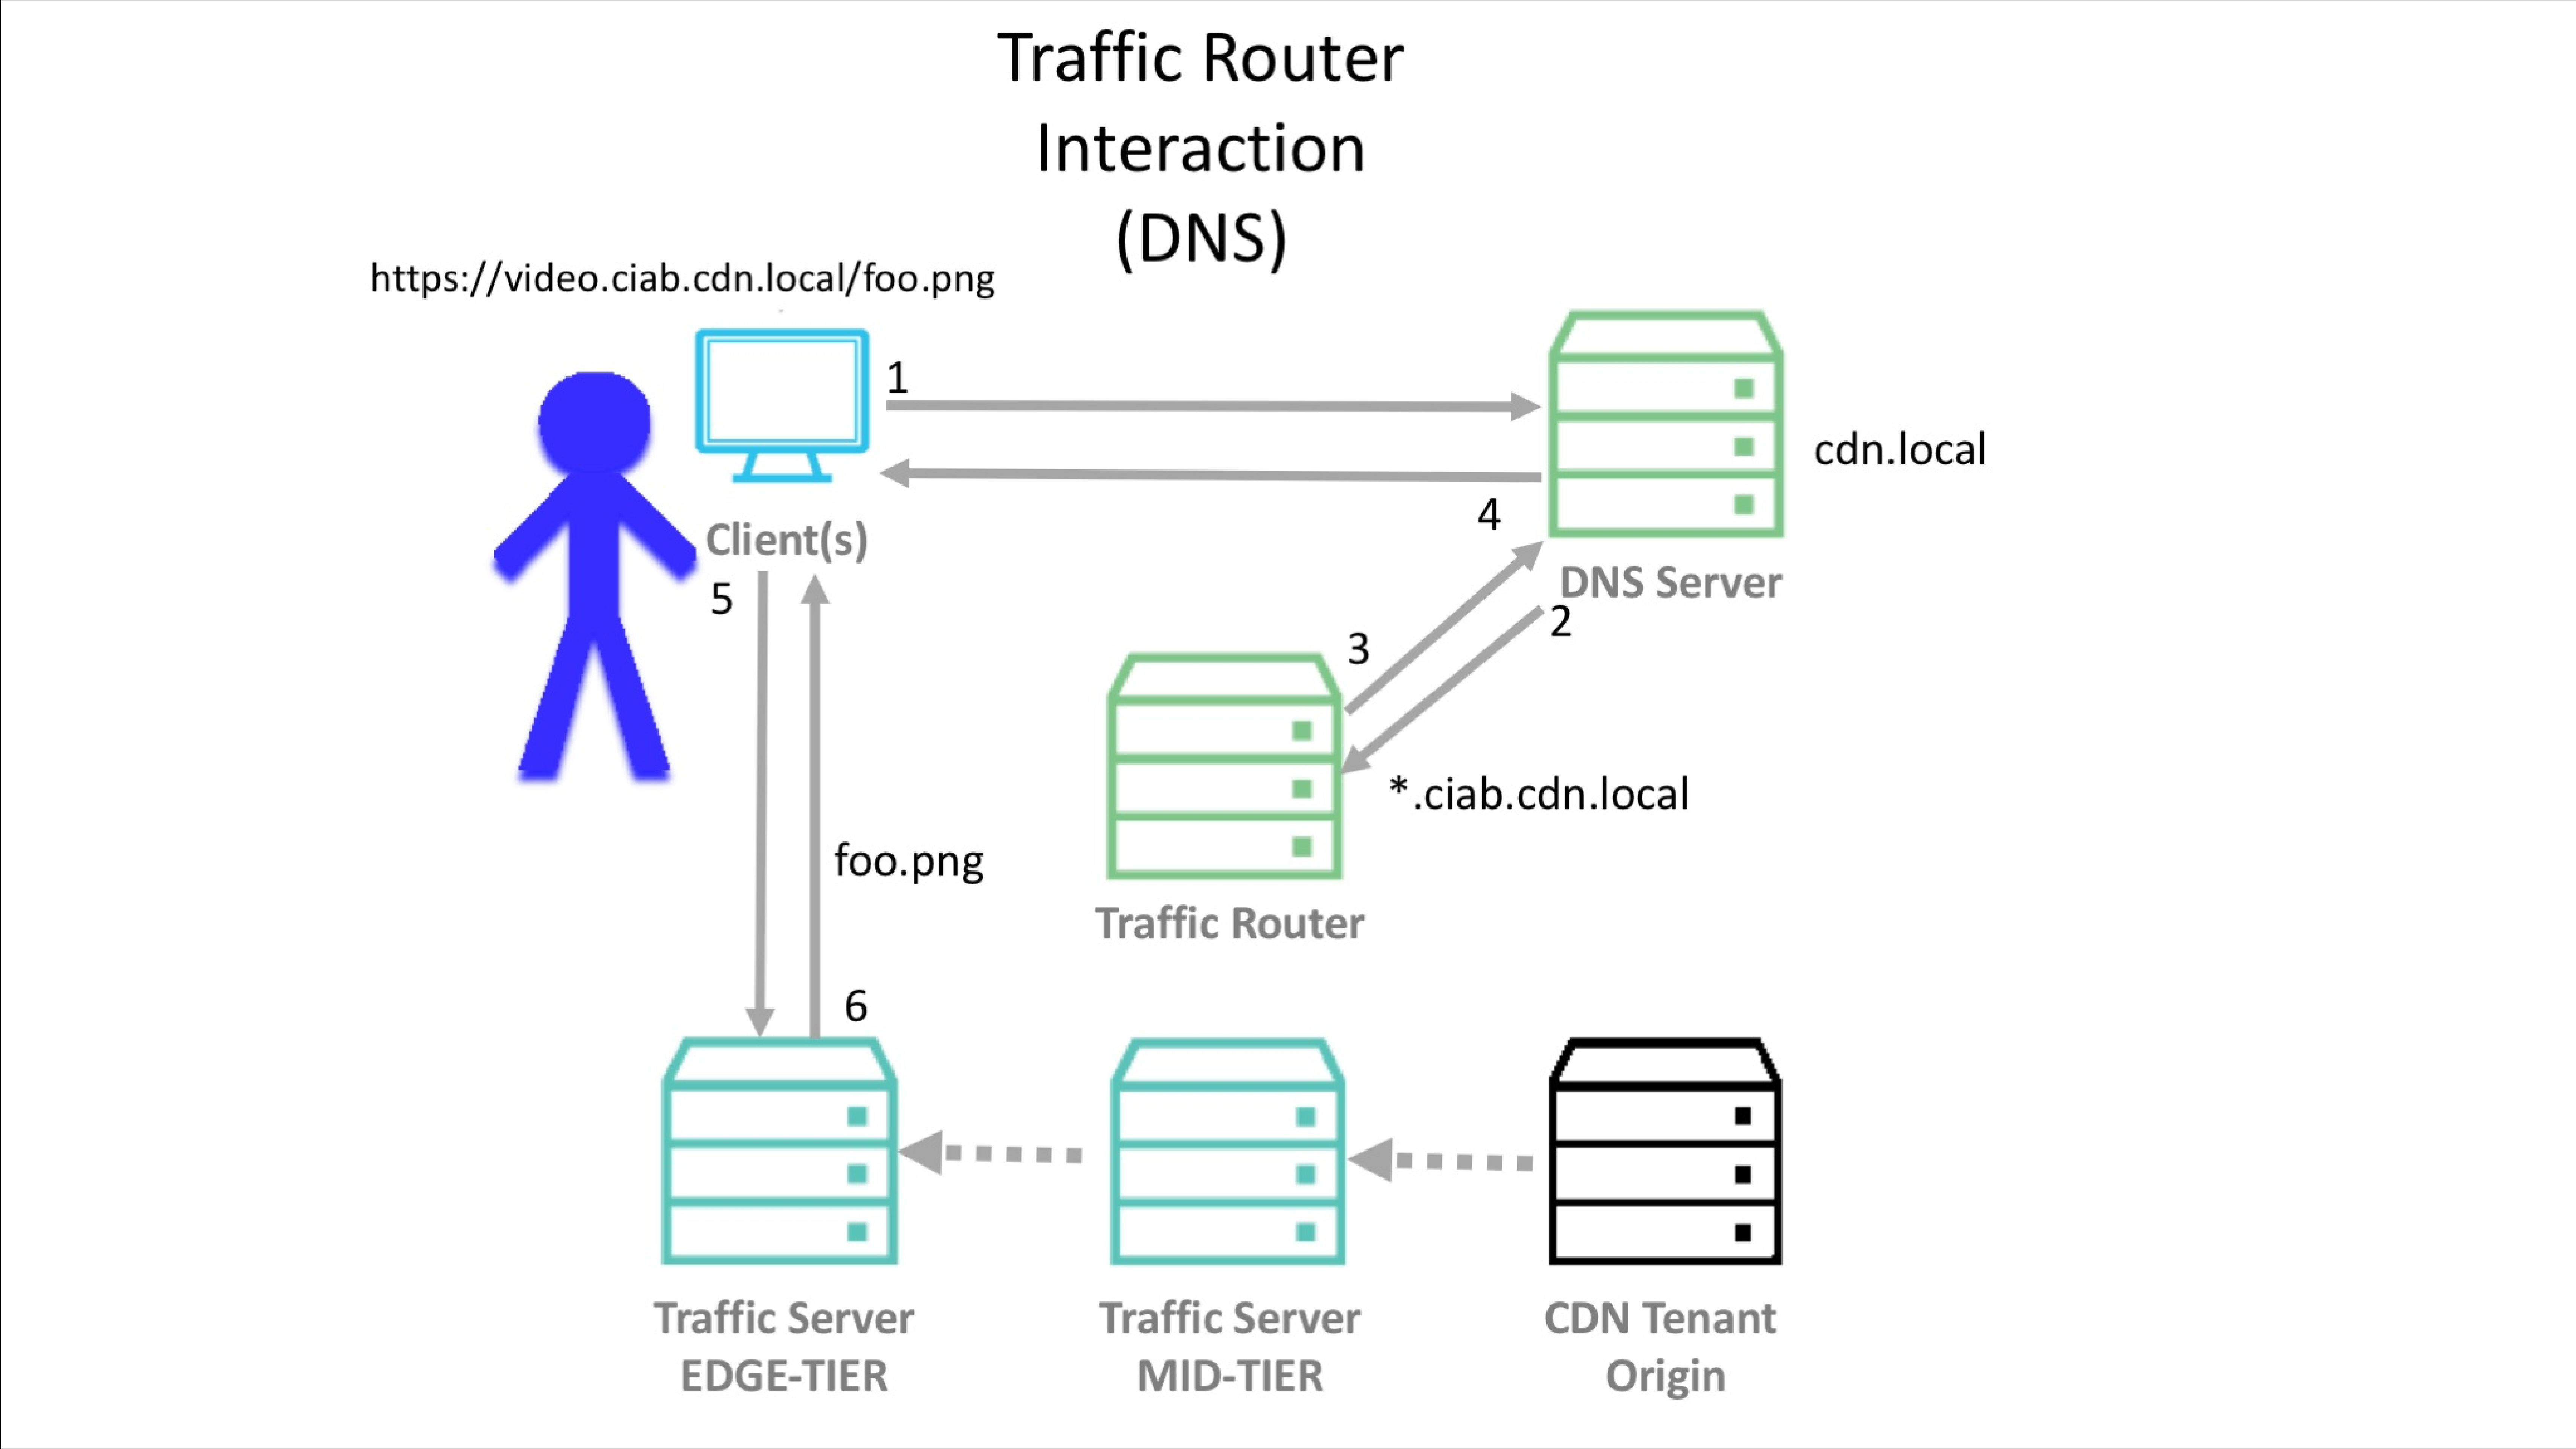 Traffic Router
Interaction
(DNS)
https://video.ciab.cdn.local/foo.png
1
cdn.local
4
Client(s)
DNS Server
5
2
3
*.ciab.cdn.local
foo.png
Traffic Router
6
Traffic Server
EDGE-TIER
Traffic Server
MID-TIER
CDN Tenant
Origin